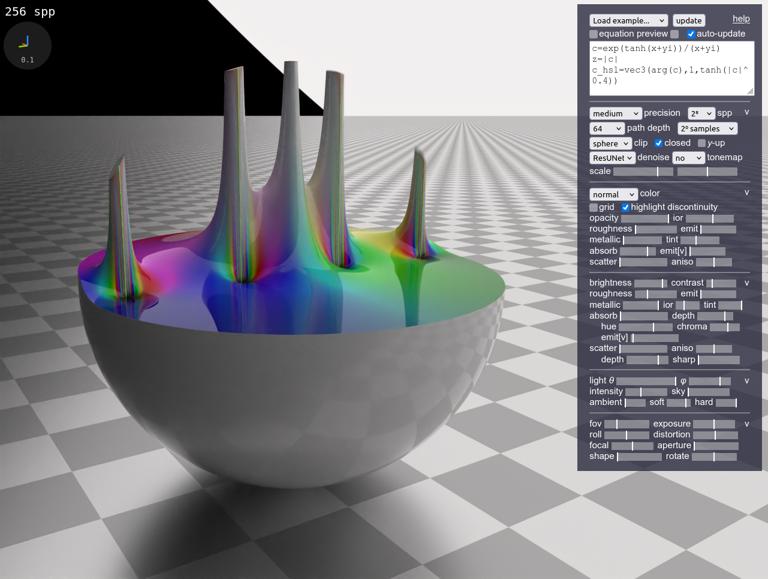 256 spp
0.1
Load example... update help
equation preview auto-update
c=exp(tanh(x+yi))/(x+yi)
z=|c|
c_hsl=vec3(arg(c),1,tanh(|c|^
0.4))
medium precision 2⁸ spp v
64 path depth 2⁰ samples
sphere clip closed y-up
ResUNet denoise no tonemap
scale
normal color v
grid highlight discontinuity
opacity ior
roughness emit
metallic tint
absorb emit[v]
scatter aniso
brightness contrast v
roughness emit
metallic ior tint
absorb depth
hue chroma
emit[v]
scatter aniso
depth sharp
light θ φ v
intensity sky
ambient soft hard
fov exposure v
roll distortion
focal aperture
shape rotate